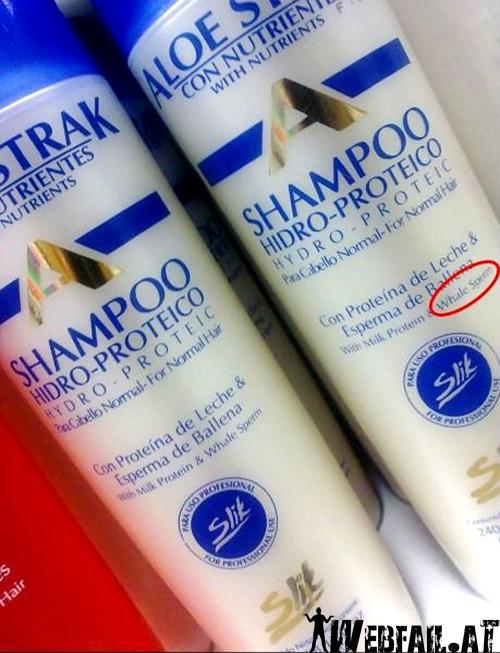 STRAK
NUTRIENTES
NUTRIENTS
A
SHAMPOO
HIDRO-PROTEICO
HYDRO-PROTEIC
Para Cabello Normal - For Normal Hair
Con Proteína de Leche &
Esperma de Ballena
With Milk Protein & Whale Sperm
PARA USO PROFESIONAL
Slik
FOR PROFESSIONAL USE
Slik
ALOE
CON NUTRIENTES
WITH NUTRIENTS
A
SHAMPOO
HIDRO-PROTEICO
HYDRO-PROTEIC
Para Cabello Normal - For Normal Hair
Con Proteína de Leche &
Esperma de Ballena
With Milk Protein & Whale Sperm
PARA USO PROFESIONAL
Slik
FOR PROFESSIONAL USE
240
Hair
WEBFAIL.AT